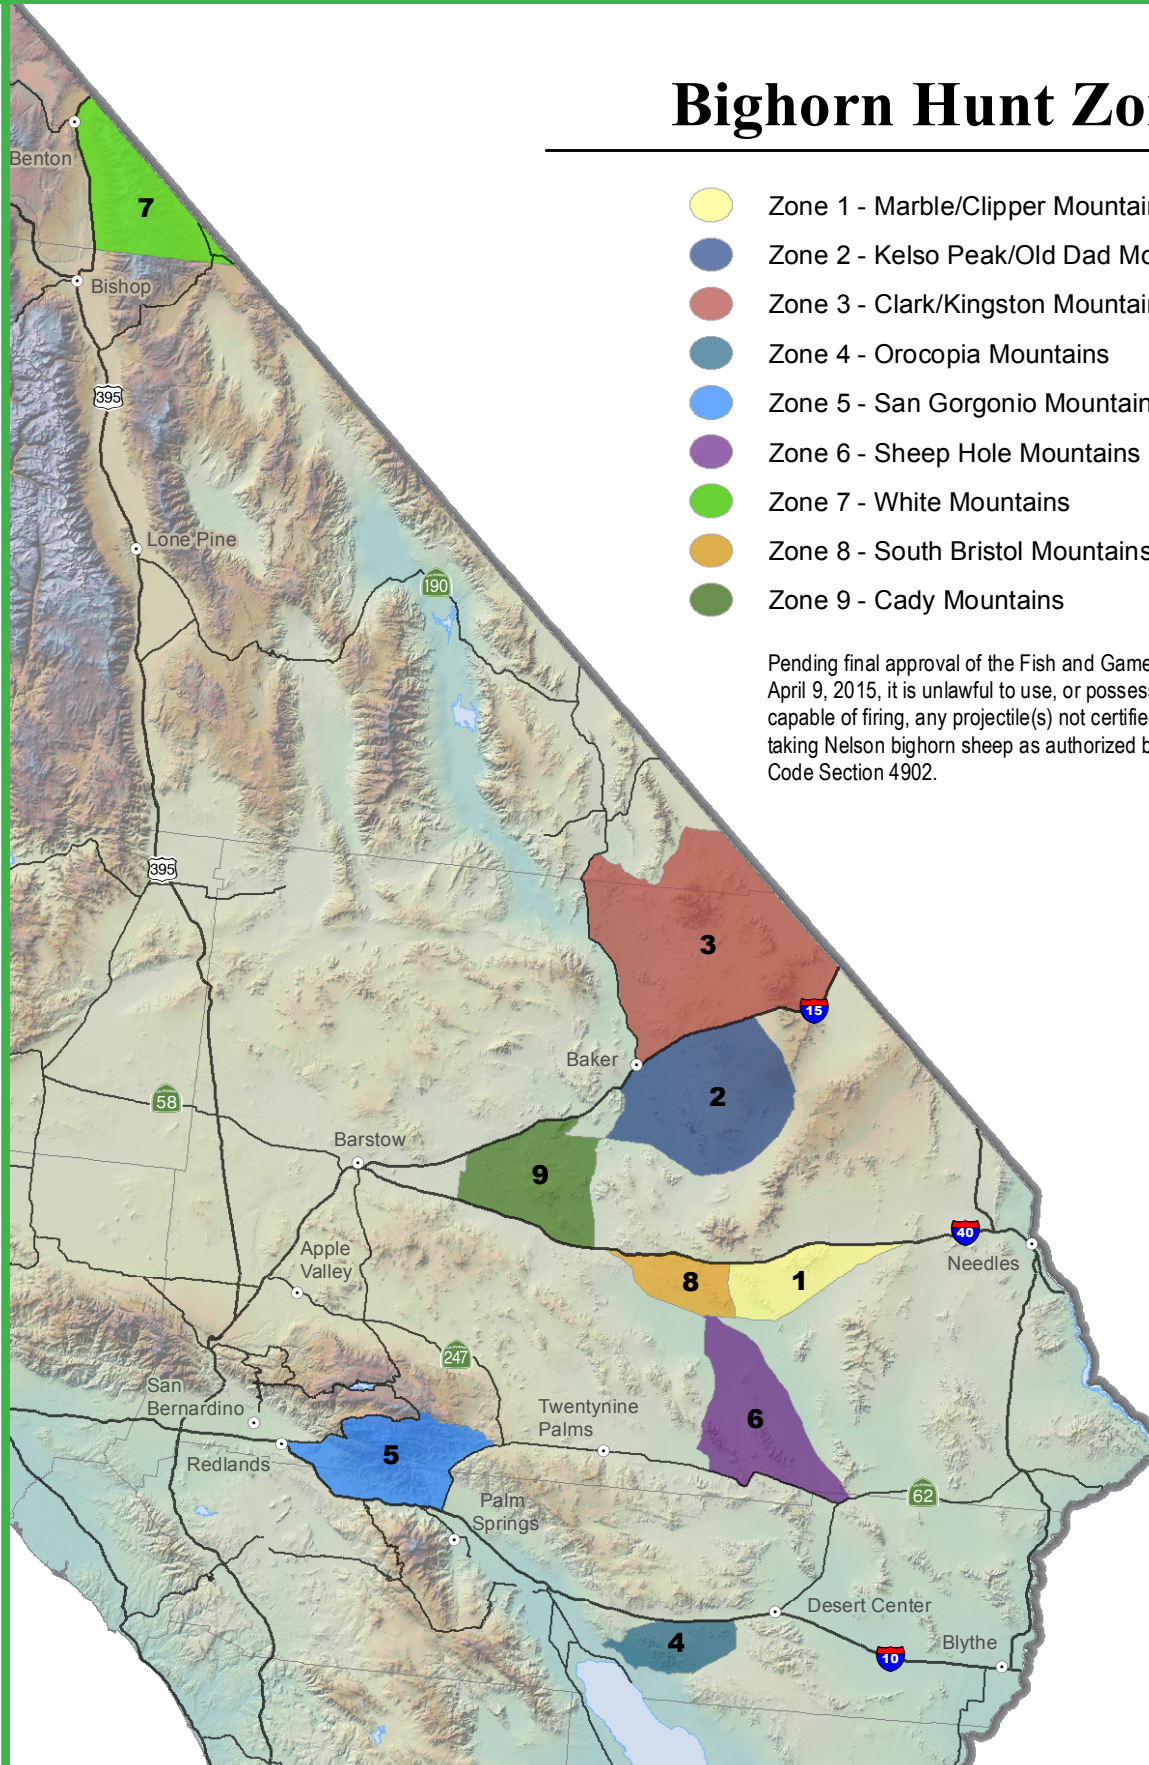 Bighorn Hunt Zo
Zone 1 - Marble/Clipper Mountai
Zone 2 - Kelso Peak/Old Dad Mo
Zone 3 - Clark/Kingston Mountai
Zone 4 - Orocopia Mountains
Zone 5 - San Gorgonio Mountain
Zone 6 - Sheep Hole Mountains
Zone 7 - White Mountains
Zone 8 - South Bristol Mountains
Zone 9 - Cady Mountains
Pending final approval of the Fish and Game
April 9, 2015, it is unlawful to use, or possess
capable of firing, any projectile(s) not certifie
taking Nelson bighorn sheep as authorized b
Code Section 4902.
Benton
7
Bishop
395
Lone Pine
190
395
3
15
Baker
2
58
Barstow
9
40
Needles
Apple
Valley
8
1
247
San
Bernardino
Twentynine
Palms
6
5
Redlands
62
Palm
Springs
Desert Center
4
10
Blythe